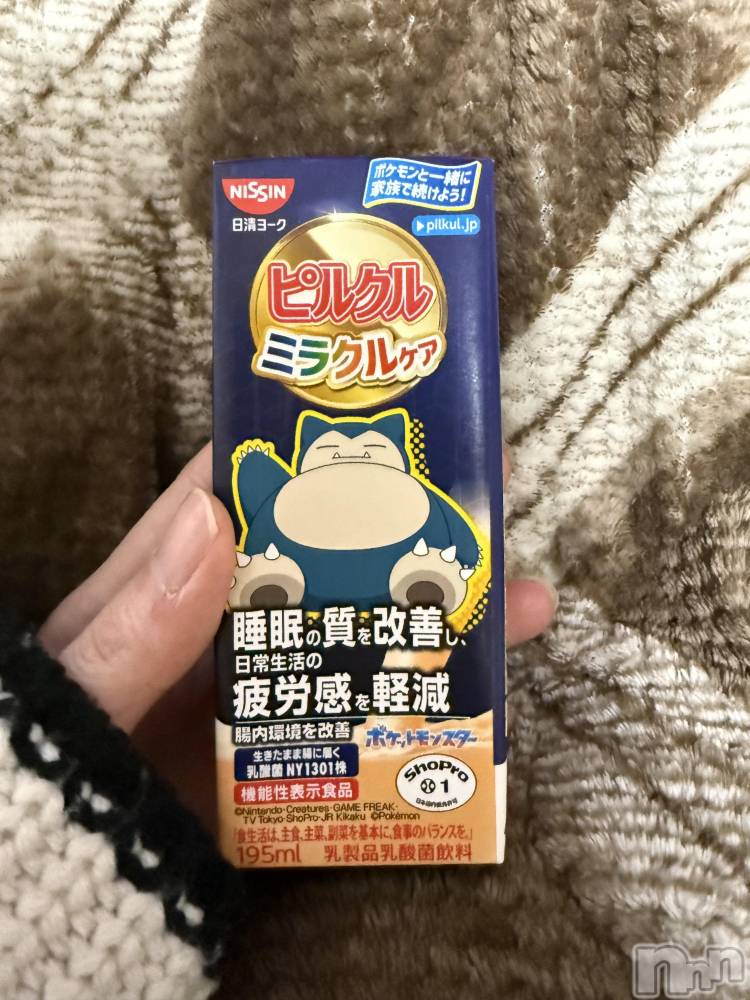 NISSIN
日清ヨーク
ポケモンと一緒に
家族で続けよう!
pilkul.jp
ピルクル
ミラクルケア
睡眠の質を改善し、
日常生活の
疲労感を軽減
腸内環境を改善
生きたまま腸に届く
乳酸菌 NY1301株
機能性表示食品
ポケットモンスター
ShoPro
1
©Nintendo・Creatures・GAME FREAK・
TV Tokyo・ShoPro・JR Kikaku ©Pokémon
「食生活は、主食、主菜、副菜を基本に、食事のバランスを。」
195ml 乳製品乳酸菌飲料
nnn